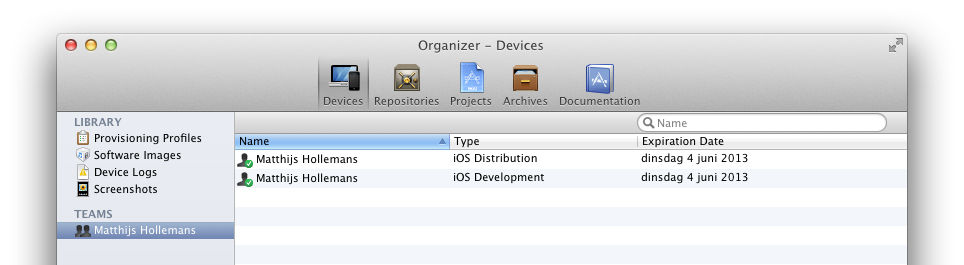 Organizer – Devices
Devices Repositories Projects Archives Documentation
LIBRARY
Provisioning Profiles
Software Images
Device Logs
Screenshots
TEAMS
Matthijs Hollemans
Name
Name Type Expiration Date
Matthijs Hollemans iOS Distribution dinsdag 4 juni 2013
Matthijs Hollemans iOS Development dinsdag 4 juni 2013